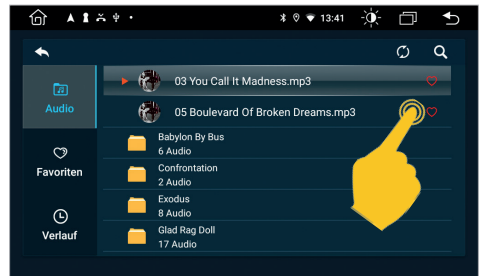 13:41
03 You Call It Madness.mp3
Audio
05 Boulevard Of Broken Dreams.mp3
Babylon By Bus
6 Audio
Favoriten
Confrontation
2 Audio
Exodus
8 Audio
Verlauf
Glad Rag Doll
17 Audio